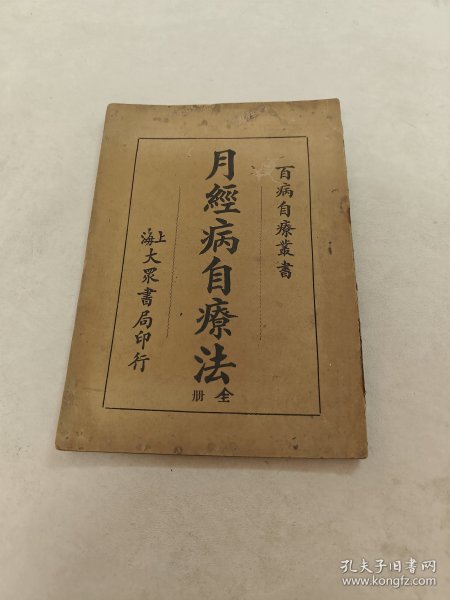 百病自療叢書
月經病自療法
全册
上海大眾書局印行
孔夫子旧书网
www.kongfz.com